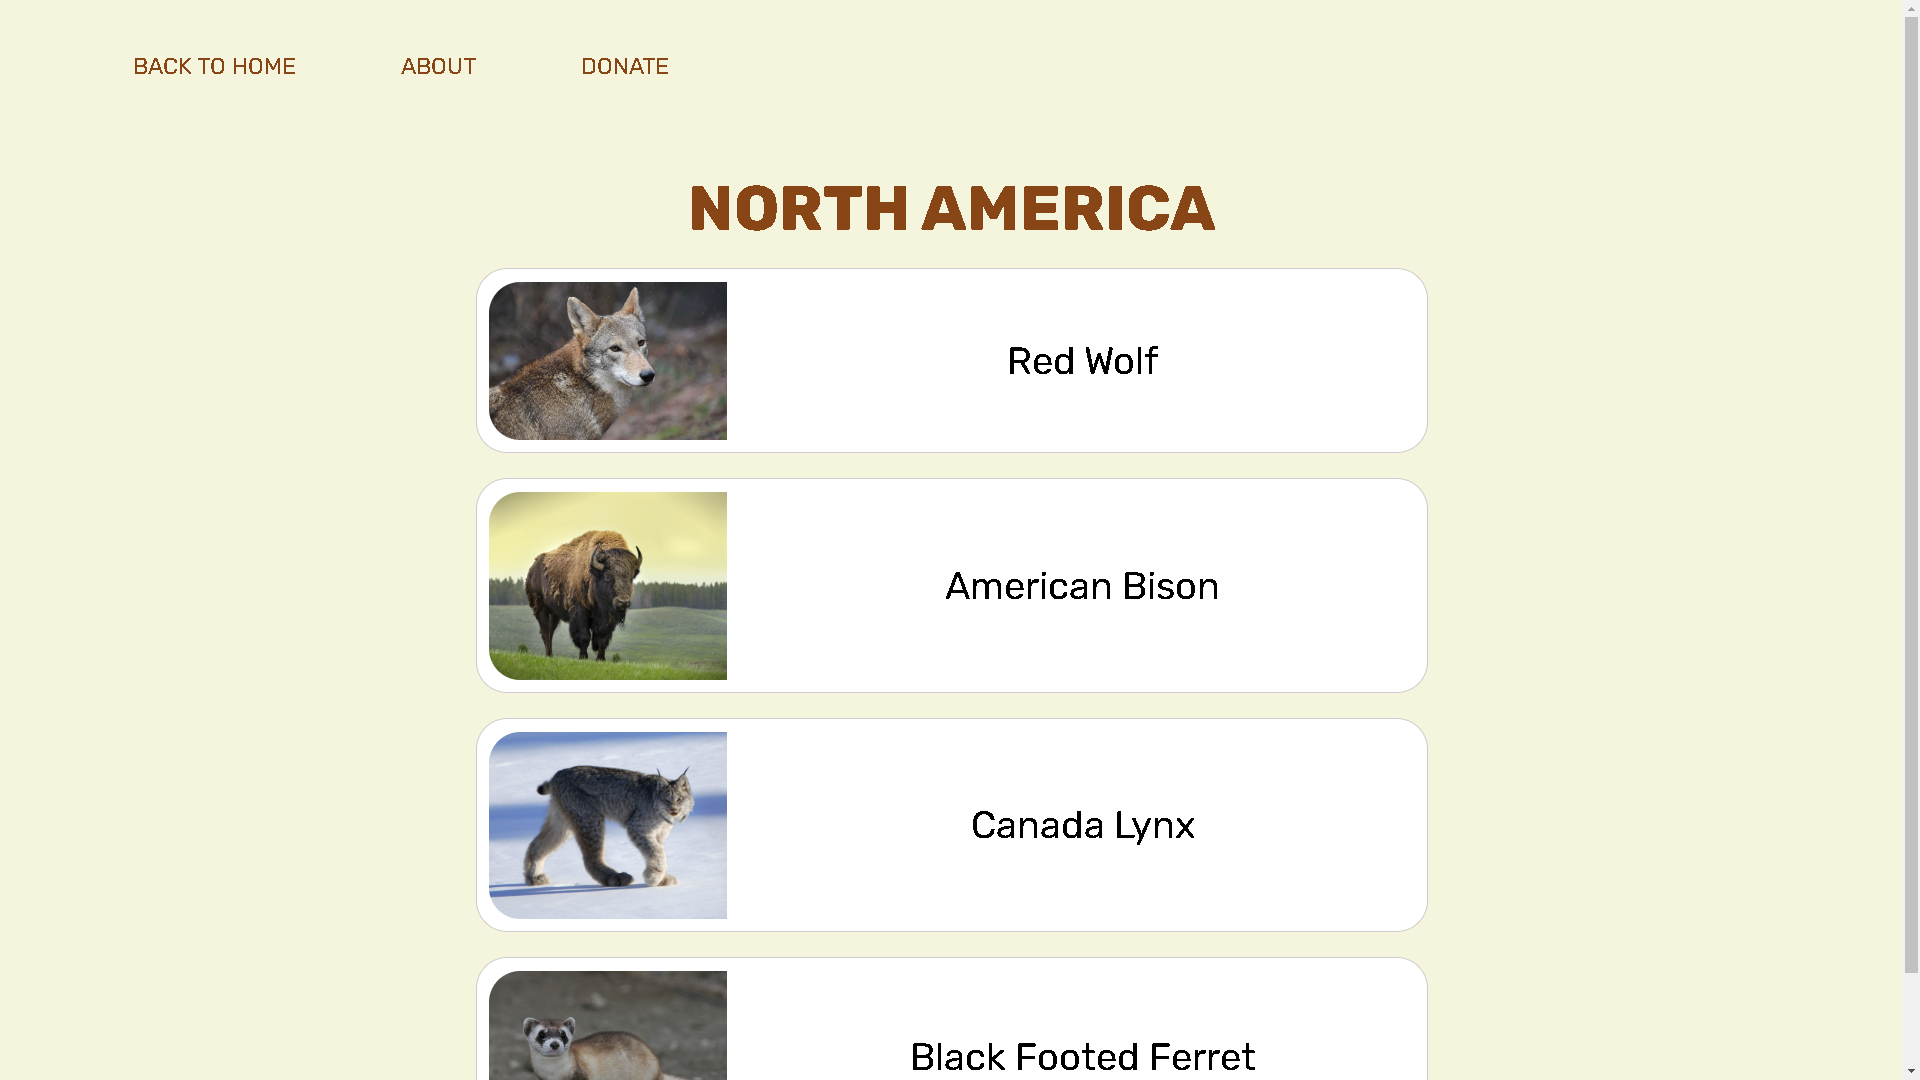 BACK TO HOME ABOUT DONATE
NORTH AMERICA
Red Wolf
American Bison
Canada Lynx
Black Footed Ferret